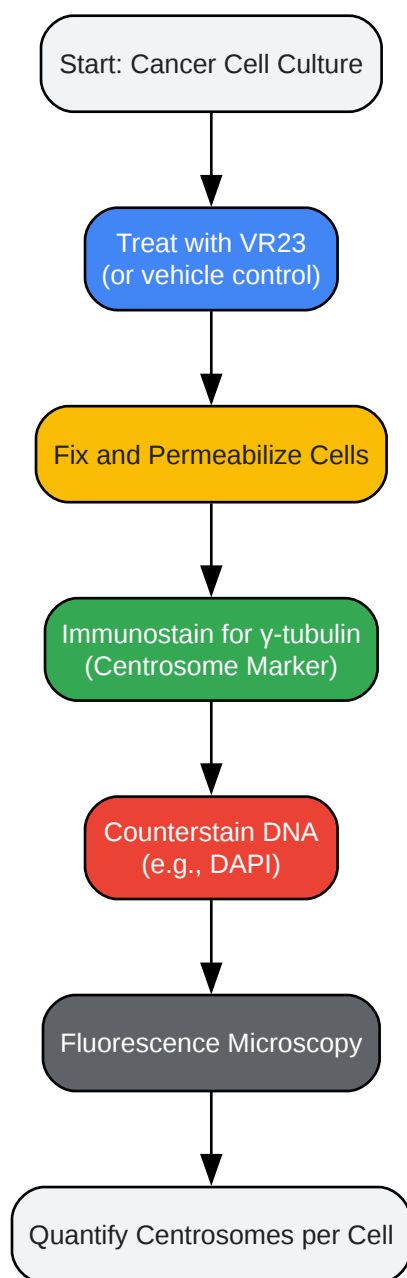 Start: Cancer Cell Culture
Treat with VR23
(or vehicle control)
Fix and Permeabilize Cells
Immunostain for γ-tubulin
(Centrosome Marker)
Counterstain DNA
(e.g., DAPI)
Fluorescence Microscopy
Quantify Centrosomes per Cell